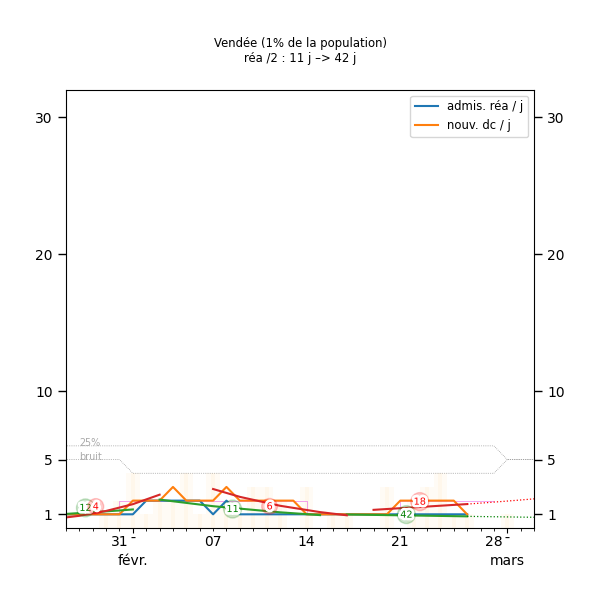 Vendée (1% de la population)
réa /2 : 11 j –> 42 j
admis. réa / j
nouv. dc / j
30 30
20 20
10 10
25%
bruit
5 5
12 4 11 6 42 18
1 1
31 07 14 21 28
févr. mars